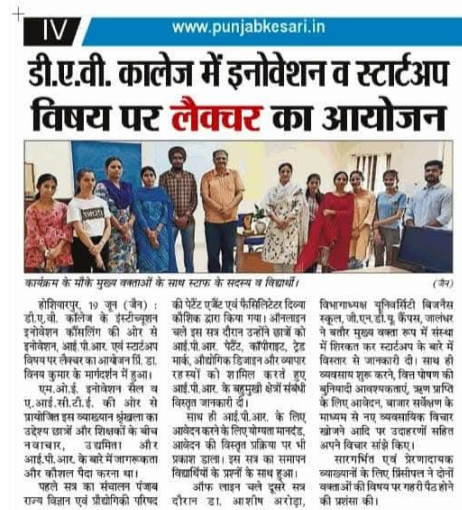 IV
www.punjabkesari.in
डी.ए.वी. कालेज में इनोवेशन व स्टार्टअप
विषय पर लैक्चर का आयोजन
कार्यक्रम के मौके मुख्य वक्ताओं के साथ स्टाफ के सदस्य व विद्यार्थी।
(जैन)
होशियारपुर, 19 जून (जैन) :
डी.ए.वी. कॉलेज के इंस्टीच्यूशन
इनोवेशन कौंसलिंग की ओर से
इनोवेशन, आई.पी.आर. एवं स्टार्टअप
विषय पर लैक्चर का आयोजन प्रिं. डा.
विनय कुमार के मार्गदर्शन में हुआ।
एम.ओ.ई. इनोवेशन सैल व
ए.आई.सी.टी.ई. की ओर से
प्रायोजित इस व्याख्यान श्रृंखला का
उद्देश्य छात्रों और शिक्षकों के बीच
नवाचार, उद्यमिता और
आई.पी.आर. के बारे में जागरूकता
और कौशल पैदा करना था।
पहले सत्र का संचालन पंजाब
राज्य विज्ञान एवं प्रौद्योगिकी परिषद
की पेटैंट एजैंट एवं फैसिलिटेटर दिव्या
कौशिक द्वारा किया गया। ऑनलाइन
चले इस सत्र दौरान उन्होंने छात्रों को
आई.पी.आर. पैटैंट, कॉपीराइट, ट्रेड
मार्क, औद्योगिक डिजाइन और व्यापार
रहस्यों को शामिल करते हुए
आई.पी.आर. के बहुमुखी क्षेत्रों संबंधी
विस्तृत जानकारी दी।
साथ ही आई.पी.आर. के लिए
आवेदन करने के लिए योग्यता मानदंड,
आवेदन की विस्तृत प्रक्रिया पर भी
प्रकाश डाला। इस सत्र का समापन
विद्यार्थियों के प्रश्नों के साथ हुआ।
ऑफ लाइन चले दूसरे सत्र
दौरान डा. आशीष अरोड़ा,
विभागाध्यक्ष यूनिवर्सिटी बिजनैस
स्कूल, जी.एन.डी.यू. कैंपस, जालंधर
ने बतौर मुख्य वक्ता रूप में संस्था
में शिरकत कर स्टार्टअप के बारे में
विस्तार से जानकारी दी। साथ ही
व्यवसाय शुरू करने, वित्त पोषण की
बुनियादी आवश्यकताएं, ऋण प्राप्ति
के लिए आवेदन, बाजार सर्वेक्षण के
माध्यम से नए व्यवसायिक विचार
खोजने आदि पर उदाहरणों सहित
अपने विचार सांझे किए।
सारगर्भित एवं प्रेरणादायक
व्याख्यानों के लिए प्रिंसीपल ने दोनों
वक्ताओं की विषय पर गहरी पैठ होने
की प्रशंसा की।